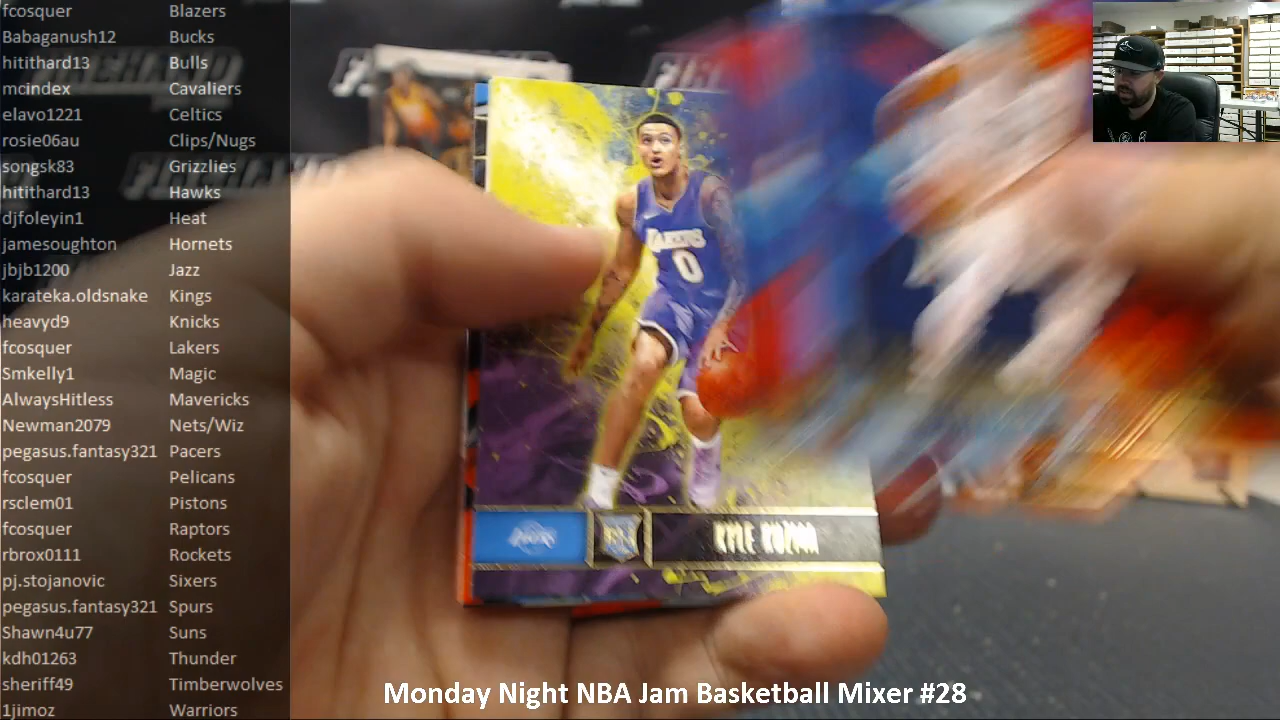 fcosquer Blazers
Babaganush12 Bucks
hitithard13 Bulls
mcindex Cavaliers
elavo1221 Celtics
rosie06au Clips/Nugs
songsk83 Grizzlies
hitithard13 Hawks
djfoleyin1 Heat
jamesoughton Hornets
jbjb1200 Jazz
karateka.oldsnake Kings
heavyd9 Knicks
fcosquer Lakers
Smkelly1 Magic
AlwaysHitless Mavericks
Newman2079 Nets/Wiz
pegasus.fantasy321 Pacers
fcosquer Pelicans
rsclem01 Pistons
fcosquer Raptors
rbrox0111 Rockets
pj.stojanovic Sixers
pegasus.fantasy321 Spurs
Shawn4u77 Suns
kdh01263 Thunder
sheriff49 Timberwolves
1jimoz Warriors
LAKERS
0
KYLE KUZMA
Monday Night NBA Jam Basketball Mixer #28